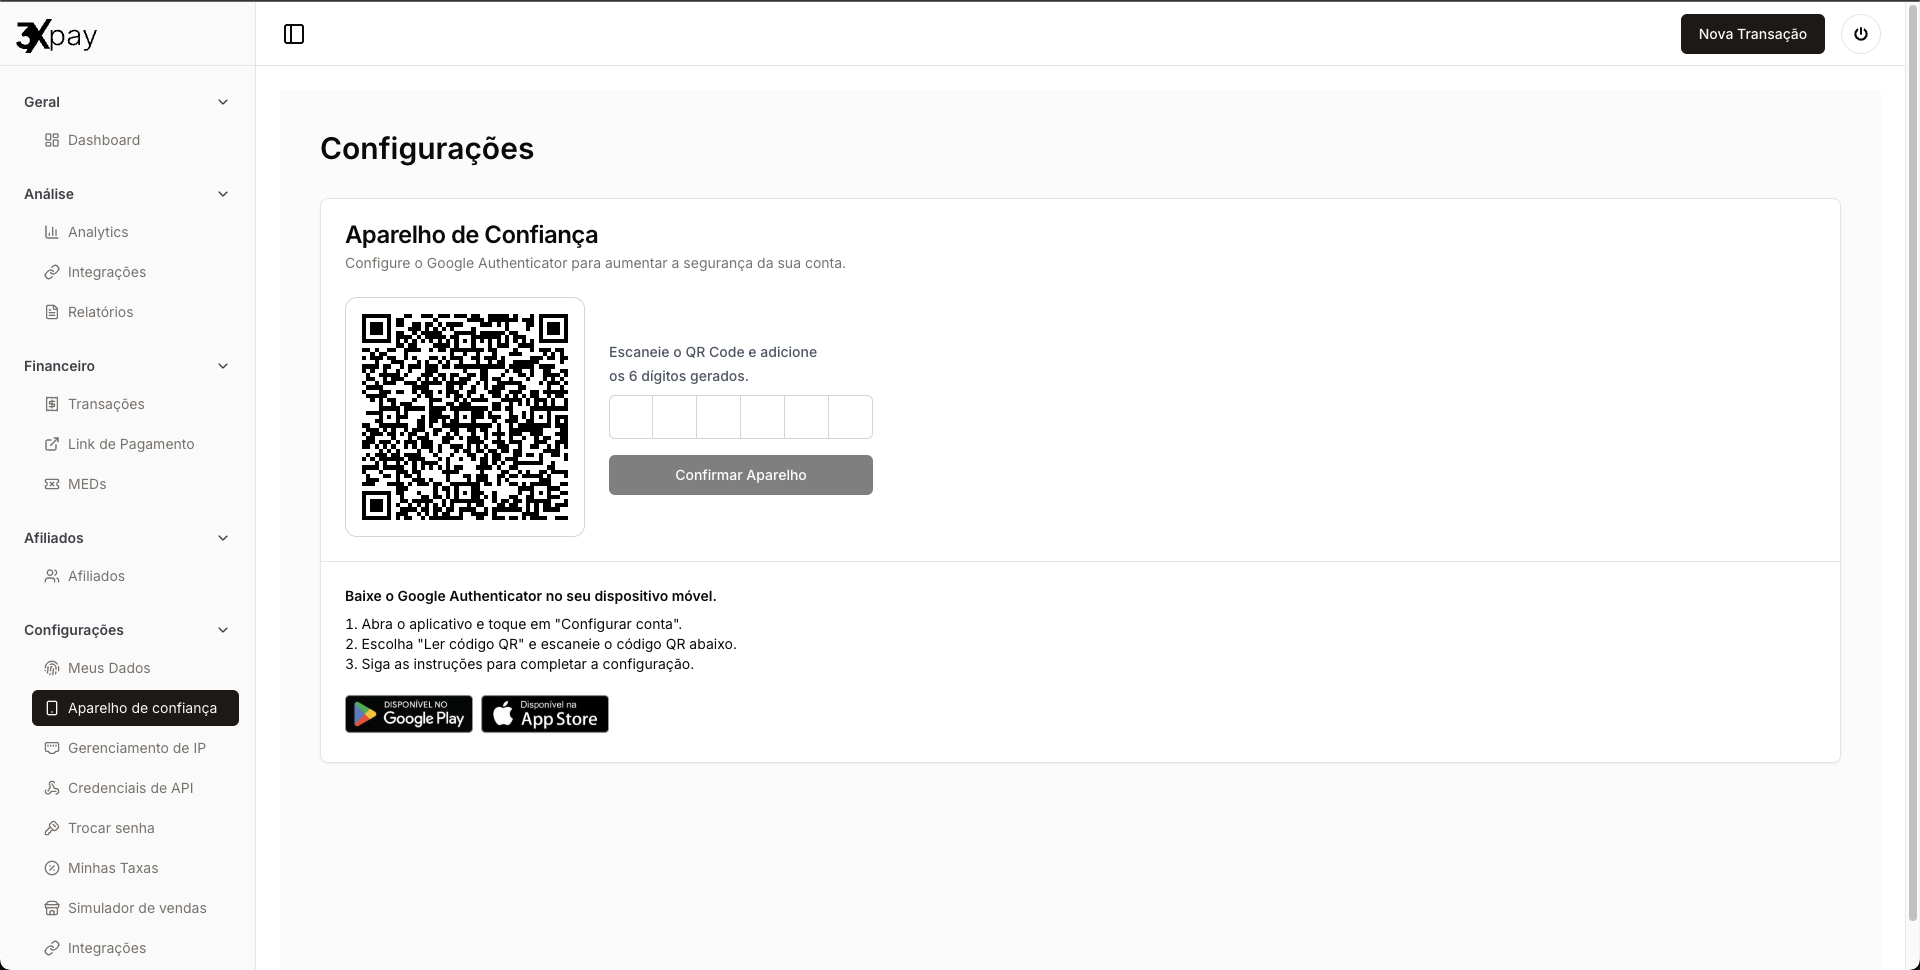 3Xpay
Nova Transação
Geral
Dashboard
Análise
Analytics
Integrações
Relatórios
Financeiro
Transações
Link de Pagamento
MEDs
Afiliados
Afiliados
Configurações
Meus Dados
Aparelho de confiança
Gerenciamento de IP
Credenciais de API
Trocar senha
Minhas Taxas
Simulador de vendas
Integrações
Configurações
Aparelho de Confiança
Configure o Google Authenticator para aumentar a segurança da sua conta.
Escaneie o QR Code e adicione
os 6 dígitos gerados.
Confirmar Aparelho
Baixe o Google Authenticator no seu dispositivo móvel.
1. Abra o aplicativo e toque em "Configurar conta".
2. Escolha "Ler código QR" e escaneie o código QR abaixo.
3. Siga as instruções para completar a configuração.
DISPONÍVEL NO
Google Play
Disponível na
App Store